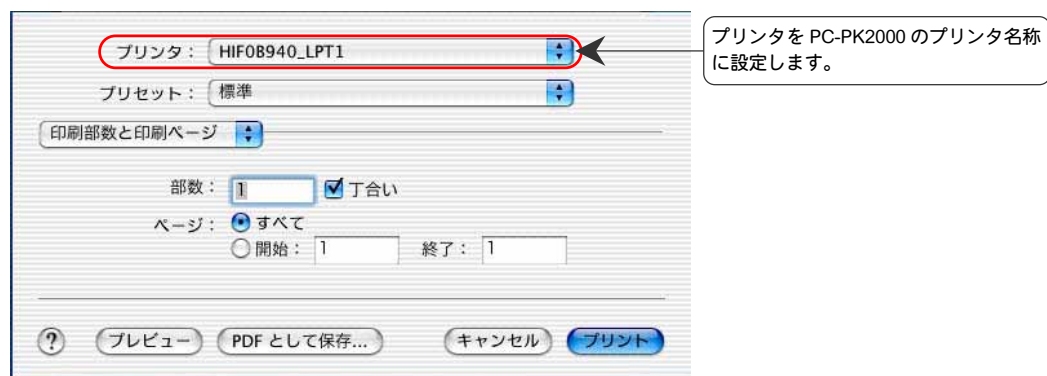 プリンタ： HIF0B940_LPT1
プリンタを PC-PK2000 のプリンタ名称
に設定します。
プリセット： 標準
印刷部数と印刷ページ
部数： 1 丁合い
ページ： すべて
開始： 1 終了： 1
? プレビュー PDF として保存... キャンセル プリント